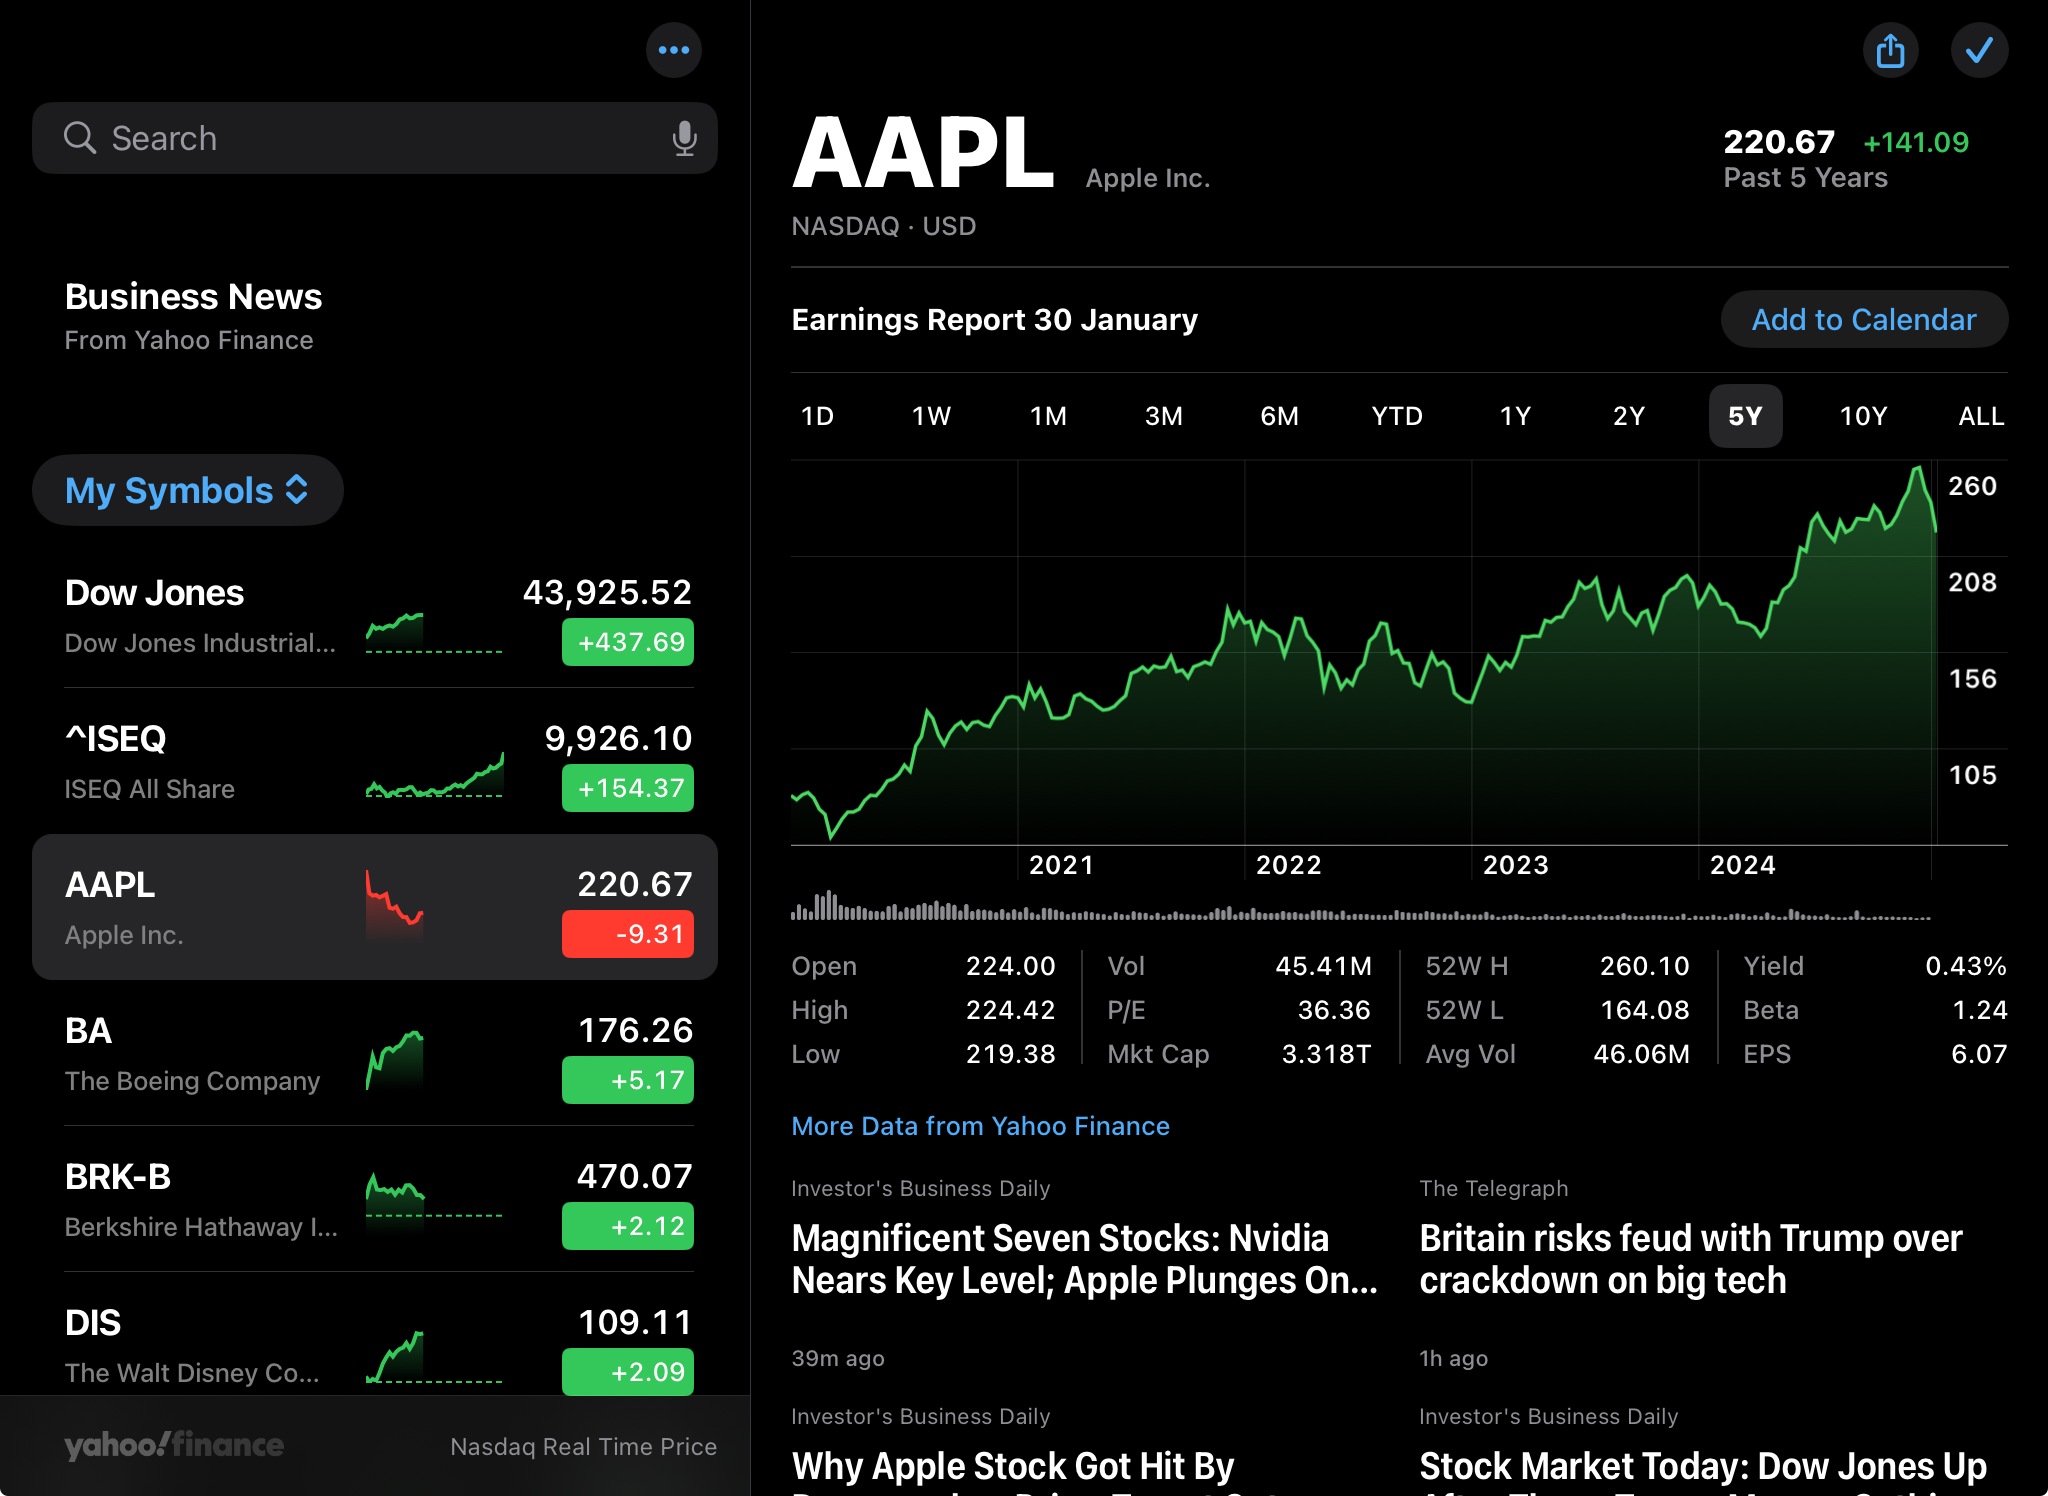 Search
Business News
From Yahoo Finance
My Symbols
Dow Jones
43,925.52
Dow Jones Industrial...
+437.69
^ISEQ
9,926.10
ISEQ All Share
+154.37
AAPL
220.67
Apple Inc.
-9.31
BA
176.26
The Boeing Company
+5.17
BRK-B
470.07
Berkshire Hathaway I...
+2.12
DIS
109.11
The Walt Disney Co...
+2.09
yahoo!finance
Nasdaq Real Time Price
AAPL Apple Inc.
220.67 +141.09
Past 5 Years
NASDAQ · USD
Earnings Report 30 January
Add to Calendar
1D 1W 1M 3M 6M YTD 1Y 2Y 5Y 10Y ALL
260
208
156
105
2021 2022 2023 2024
Open 224.00 Vol 45.41M 52W H 260.10 Yield 0.43%
High 224.42 P/E 36.36 52W L 164.08 Beta 1.24
Low 219.38 Mkt Cap 3.318T Avg Vol 46.06M EPS 6.07
More Data from Yahoo Finance
Investor's Business Daily
Magnificent Seven Stocks: Nvidia
Nears Key Level; Apple Plunges On...
39m ago
The Telegraph
Britain risks feud with Trump over
crackdown on big tech
1h ago
Investor's Business Daily
Why Apple Stock Got Hit By
Investor's Business Daily
Stock Market Today: Dow Jones Up